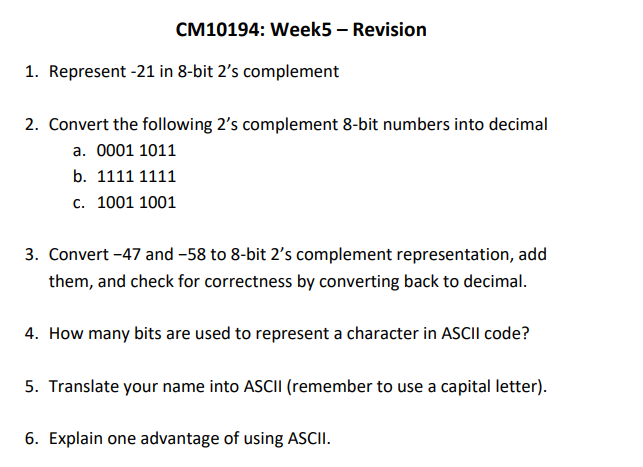 CM10194: Week5 – Revision
1. Represent -21 in 8-bit 2’s complement
2. Convert the following 2’s complement 8-bit numbers into decimal
a. 0001 1011
b. 1111 1111
c. 1001 1001
3. Convert −47 and −58 to 8-bit 2’s complement representation, add
them, and check for correctness by converting back to decimal.
4. How many bits are used to represent a character in ASCII code?
5. Translate your name into ASCII (remember to use a capital letter).
6. Explain one advantage of using ASCII.